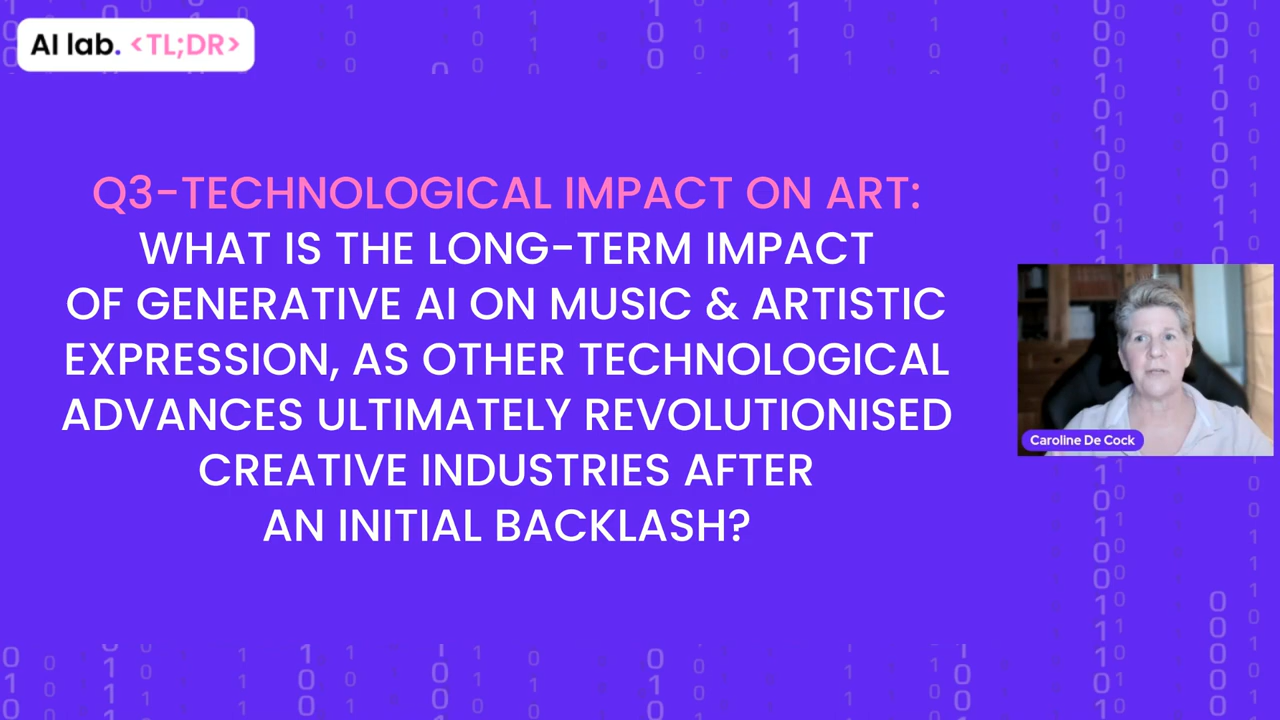 AI lab. <TL;DR>
Q3-TECHNOLOGICAL IMPACT ON ART:
WHAT IS THE LONG-TERM IMPACT
OF GENERATIVE AI ON MUSIC & ARTISTIC
EXPRESSION, AS OTHER TECHNOLOGICAL
ADVANCES ULTIMATELY REVOLUTIONISED
CREATIVE INDUSTRIES AFTER
AN INITIAL BACKLASH?
Caroline De Cock